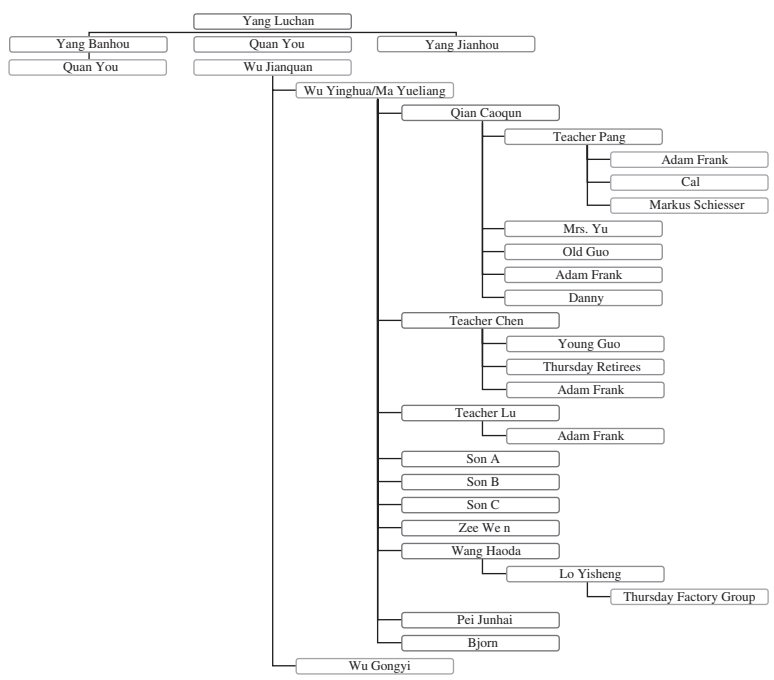 Yang Luchan
Yang Banhou
Quan You
Yang Jianhou
Quan You
Wu Jianquan
Wu Yinghua/Ma Yueliang
Qian Caoqun
Teacher Pang
Adam Frank
Cal
Markus Schiesser
Mrs. Yu
Old Guo
Adam Frank
Danny
Teacher Chen
Young Guo
Thursday Retirees
Adam Frank
Teacher Lu
Adam Frank
Son A
Son B
Son C
Zee We n
Wang Haoda
Lo Yisheng
Thursday Factory Group
Pei Junhai
Bjorn
Wu Gongyi